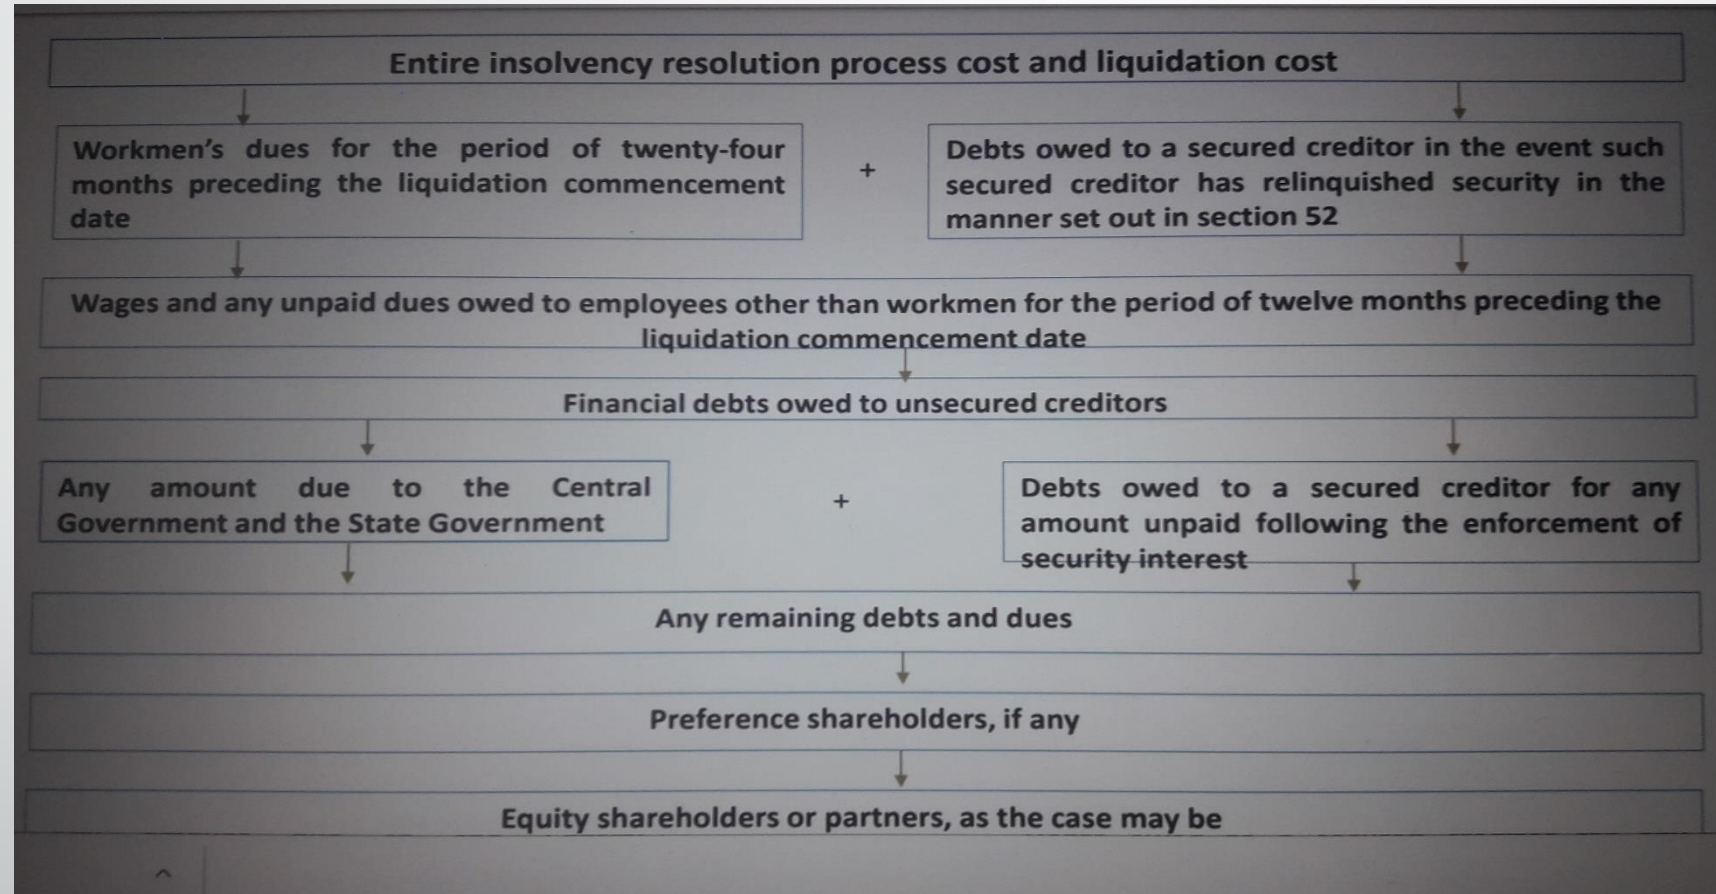 Entire insolvency resolution process cost and liquidation cost
Workmen's dues for the period of twenty-four
months preceding the liquidation commencement
date
+
Debts owed to a secured creditor in the event such
secured creditor has relinquished security in the
manner set out in section 52
Wages and any unpaid dues owed to employees other than workmen for the period of twelve months preceding the
liquidation commencement date
Financial debts owed to unsecured creditors
Any amount due to the Central
Government and the State Government
+
Debts owed to a secured creditor for any
amount unpaid following the enforcement of
security interest
Any remaining debts and dues
Preference shareholders, if any
Equity shareholders or partners, as the case may be